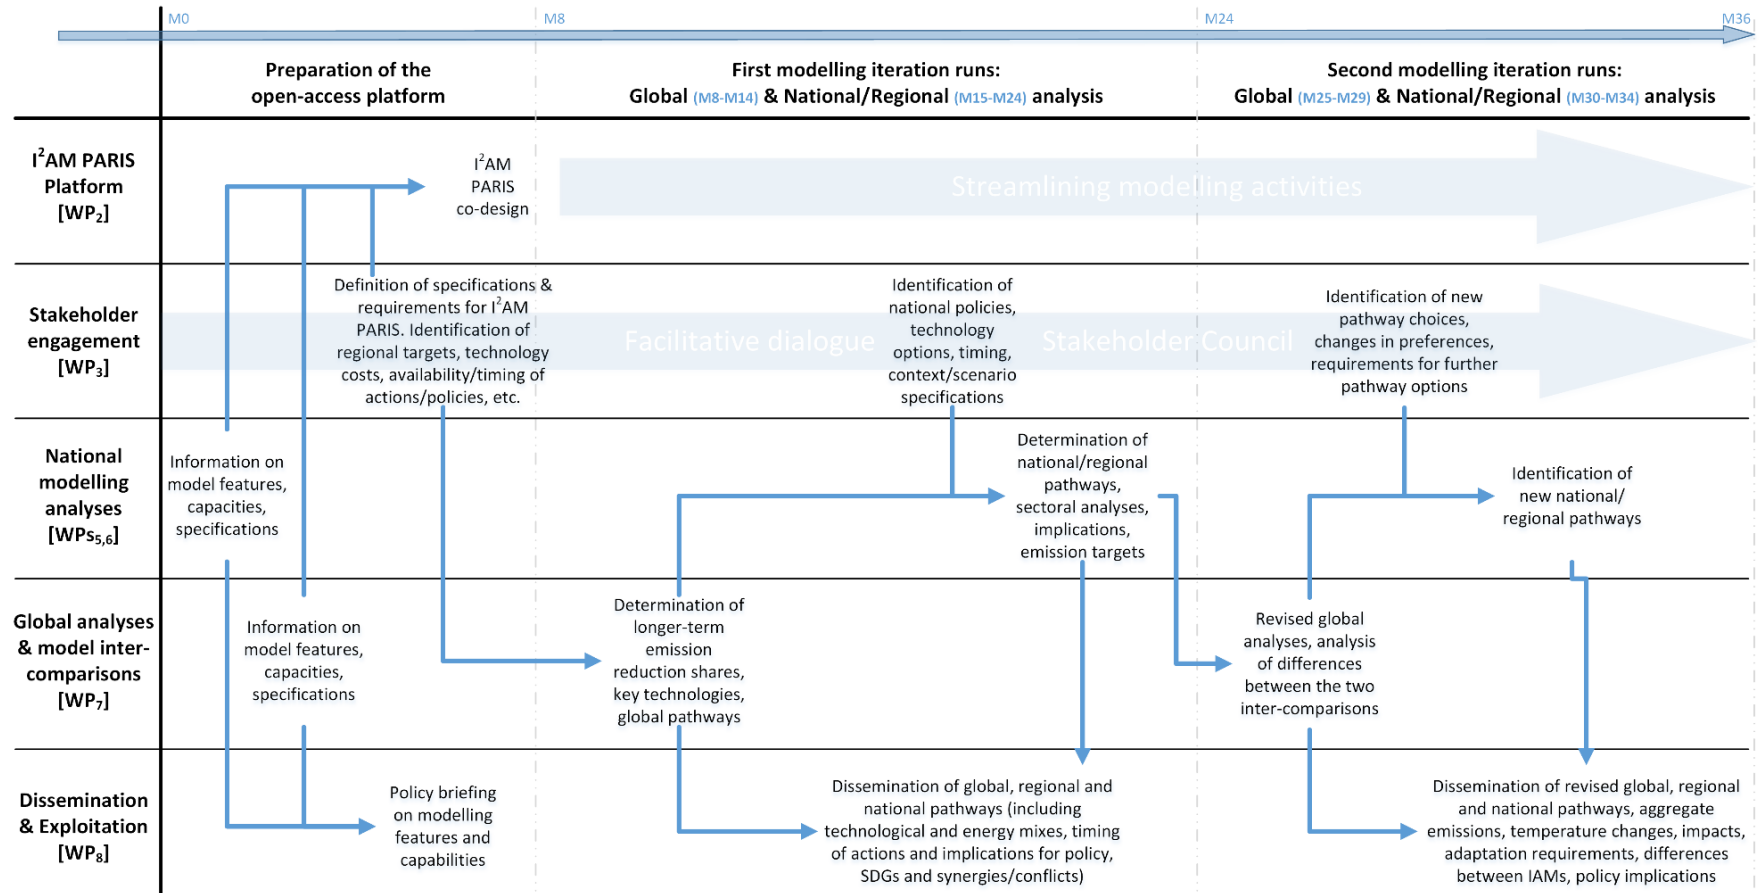 M0
M8
M24
M36
Preparation of the
open-access platform
First modelling iteration runs:
Global (M8-M14) & National/Regional (M15-M24) analysis
Second modelling iteration runs:
Global (M25-M29) & National/Regional (M30-M34) analysis
I²AM PARIS
Platform
[WP₂]
I²AM
PARIS
co-design
Streamlining modelling activities
Stakeholder
engagement
[WP₃]
Definition of specifications &
requirements for I²AM
PARIS. Identification of
regional targets, technology
costs, availability/timing of
actions/policies, etc.
Facilitative dialogue
Identification of
national policies,
technology
options, timing,
context/scenario
specifications
Stakeholder Council
Identification of new
pathway choices,
changes in preferences,
requirements for further
pathway options
National
modelling
analyses
[WPs₅,₆]
Information on
model features,
capacities,
specifications
Determination of
national/regional
pathways,
sectoral analyses,
implications,
emission targets
Identification of
new national/
regional pathways
Global analyses
& model inter-
comparisons
[WP₇]
Information on
model features,
capacities,
specifications
Determination of
longer-term
emission
reduction shares,
key technologies,
global pathways
Revised global
analyses, analysis
of differences
between the two
inter-comparisons
Dissemination
& Exploitation
[WP₈]
Policy briefing
on modelling
features and
capabilities
Dissemination of global, regional and
national pathways (including
technological and energy mixes, timing
of actions and implications for policy,
SDGs and synergies/conflicts)
Dissemination of revised global, regional
and national pathways, aggregate
emissions, temperature changes, impacts,
adaptation requirements, differences
between IAMs, policy implications